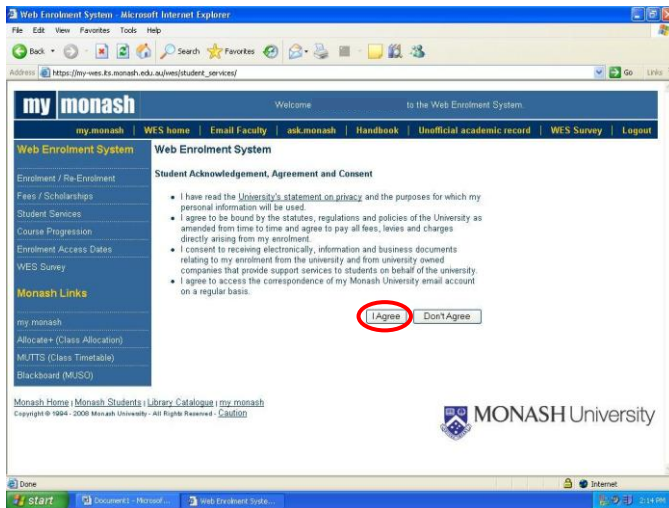 Web Enrolment System - Microsoft Internet Explorer
File Edit View Favorites Tools Help
Back Search Favorites
Address https://my-wes.its.monash.edu.au/wes/student_services/ Go Links
my monash Welcome to the Web Enrolment System.
my.monash | WES home | Email Faculty | ask.monash | Handbook | Unofficial academic record | WES Survey | Logout
Web Enrolment System
Enrolment / Re-Enrolment
Fees / Scholarships
Student Services
Course Progression
Enrolment Access Dates
WES Survey
Monash Links
my.monash
Allocate+ (Class Allocation)
MUTTS (Class Timetable)
Blackboard (MUSO)
Web Enrolment System
Student Acknowledgement, Agreement and Consent
I have read the University's statement on privacy and the purposes for which my
personal information will be used.
I agree to be bound by the statutes, regulations and policies of the University as
amended from time to time and agree to pay all fees, levies and charges
directly arising from my enrolment.
I consent to receiving electronically, information and business documents
relating to my enrolment from the university and from university owned
companies that provide support services to students on behalf of the university.
I agree to access the correspondence of my Monash University email account
on a regular basis.
I Agree Don't Agree
Monash Home | Monash Students | Library Catalogue | my.monash
Copyright © 1994 - 2008 Monash University - All Rights Reserved - Caution
MONASH University
Done Internet
start Document1 - Microsof... Web Enrolment Syste... 2:14 PM